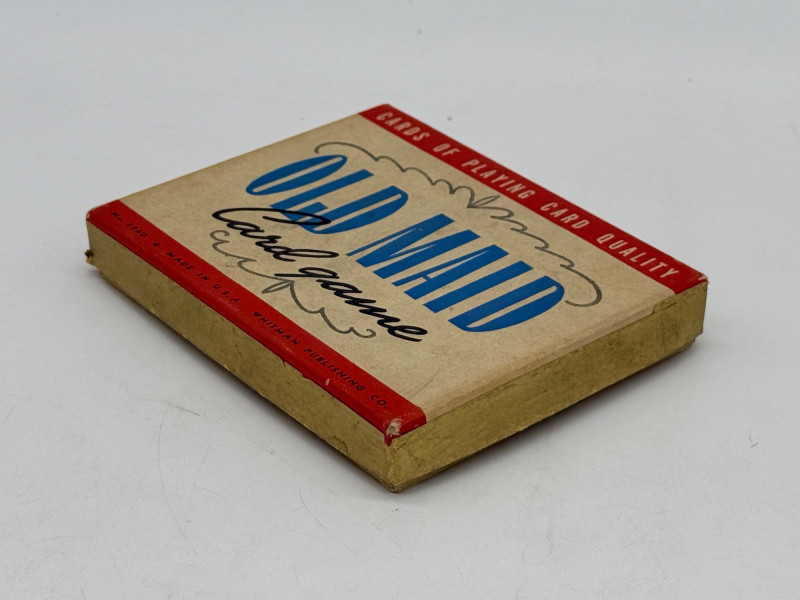 CARDS OF PLAYING CARD QUALITY
OLD MAID
Card game
MADE IN U.S.A. WHITMAN PUBLISHING CO.